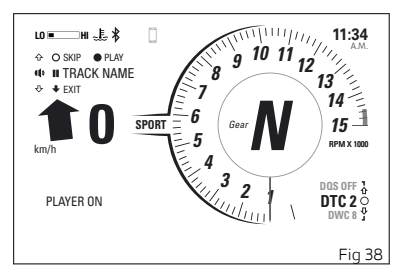 LO HI
11:34
A.M.
SKIP PLAY
TRACK NAME
EXIT
0
km/h
SPORT
PLAYER ON
1
2
3
4
5
6
7
8
9
10
11
12
13
14
15
RPM X 1000
Gear N
DQS OFF
DTC 2
DWC 8
Fig 38